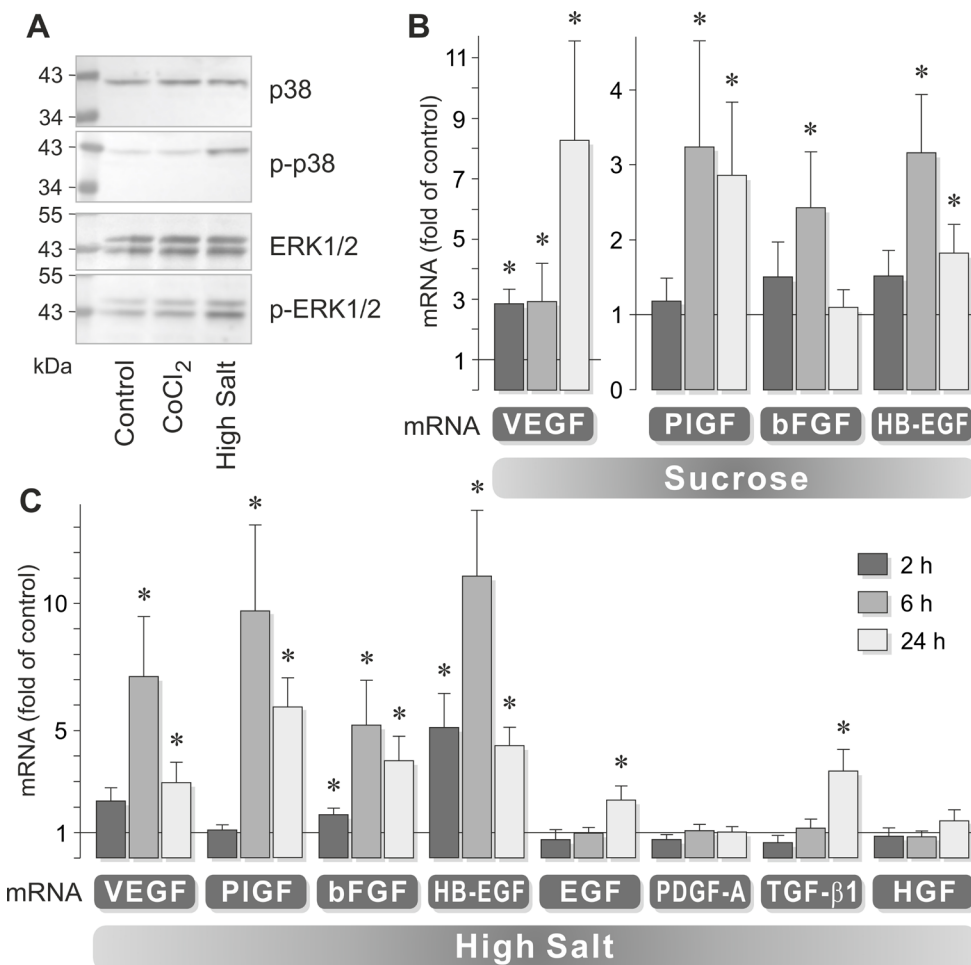 A
43
34
p38
43
34
p-p38
55
43
ERK1/2
55
43
p-ERK1/2
kDa
Control
CoCl2
High Salt
B
mRNA (fold of control)
11
9
7
5
3
1
4
3
2
1
0
* * *
* *
*
* *
mRNA VEGF PlGF bFGF HB-EGF
Sucrose
C
mRNA (fold of control)
10
5
1
* *
* *
* * *
* * *
*
*
2 h
6 h
24 h
mRNA VEGF PlGF bFGF HB-EGF EGF PDGF-A TGF-β1 HGF
High Salt